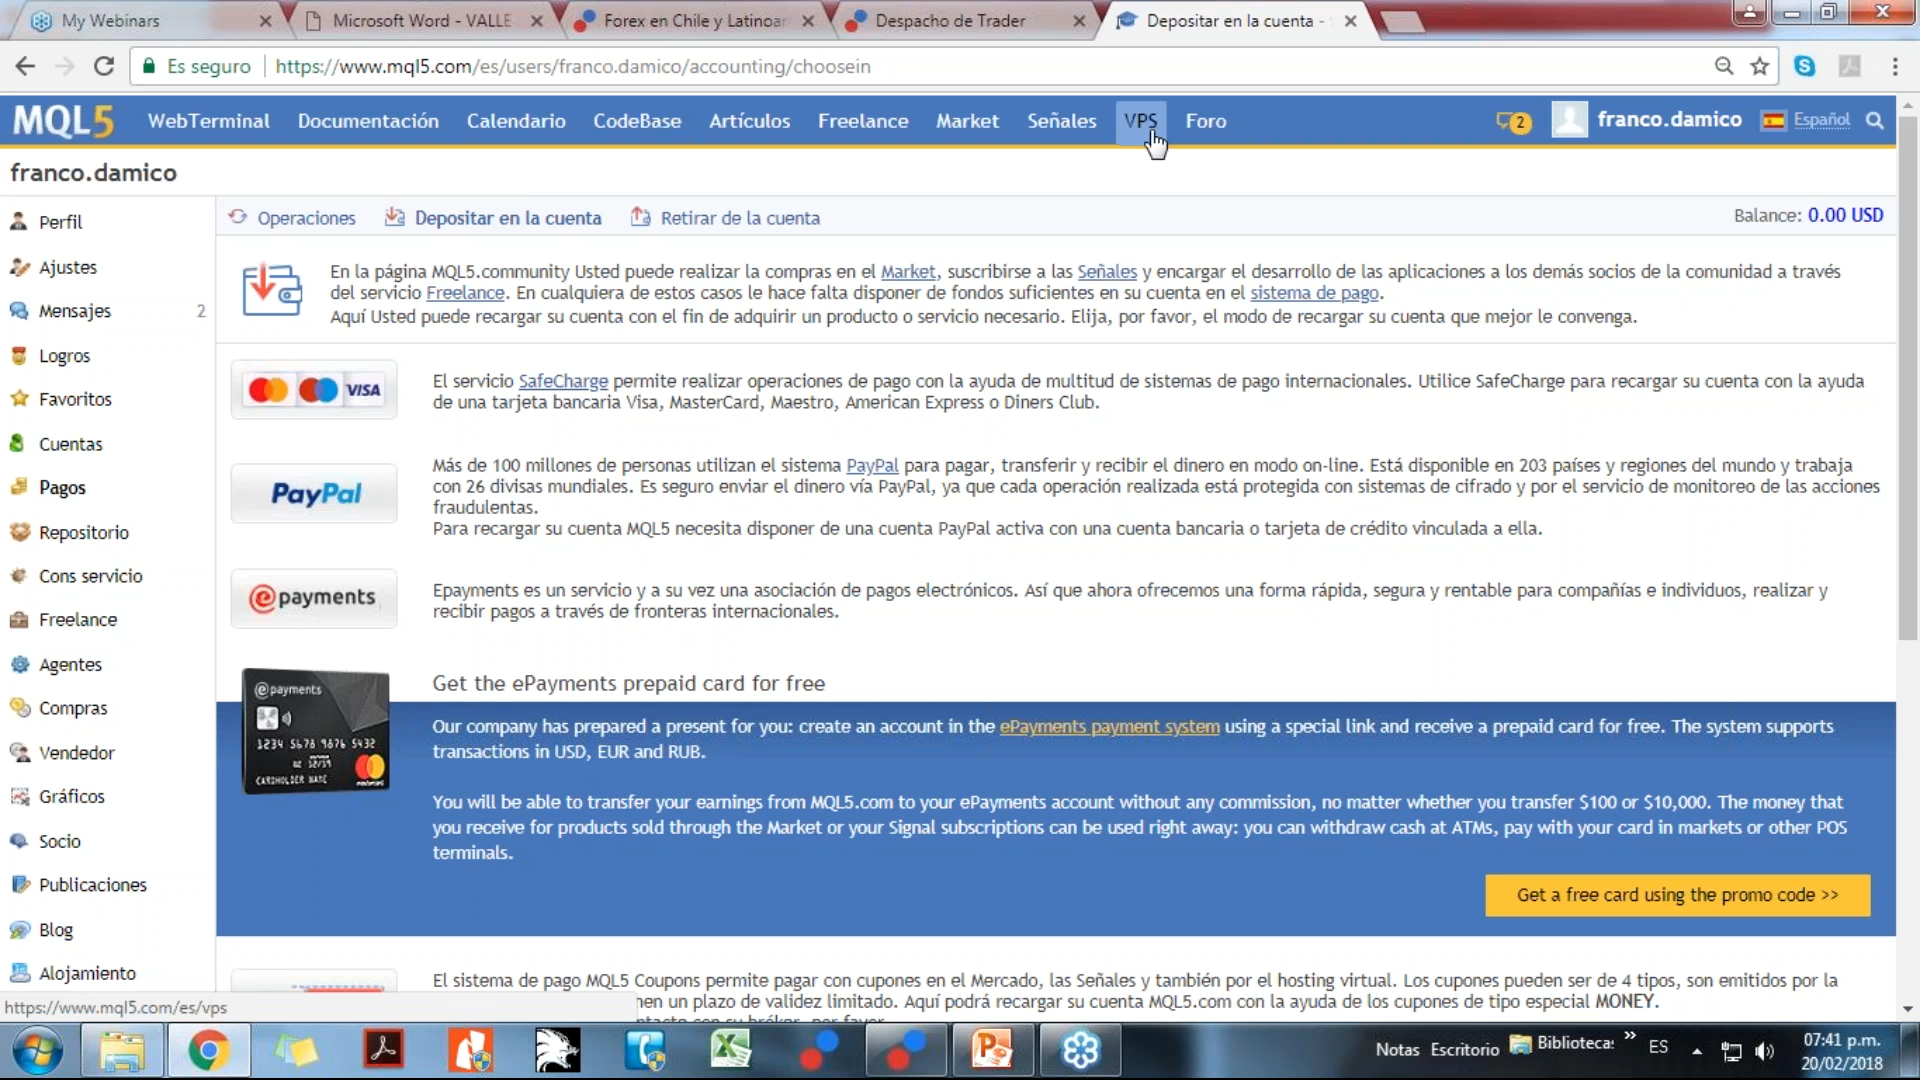 My Webinars
Microsoft Word - VALLE
Forex en Chile y Latinoar
Despacho de Trader
Depositar en la cuenta -
Es seguro
https://www.mql5.com/es/users/franco.damico/accounting/choosein
MQL5
WebTerminal
Documentación
Calendario
CodeBase
Artículos
Freelance
Market
Señales
VPS
Foro
2
franco.damico
Español
franco.damico
Perfil
Ajustes
Mensajes
2
Logros
Favoritos
Cuentas
Pagos
Repositorio
Cons servicio
Freelance
Agentes
Compras
Vendedor
Gráficos
Socio
Publicaciones
Blog
Alojamiento
Operaciones
Depositar en la cuenta
Retirar de la cuenta
Balance: 0.00 USD
En la página MQL5.community Usted puede realizar la compras en el Market, suscribirse a las Señales y encargar el desarrollo de las aplicaciones a los demás socios de la comunidad a través
del servicio Freelance. En cualquiera de estos casos le hace falta disponer de fondos suficientes en su cuenta en el sistema de pago.
Aquí Usted puede recargar su cuenta con el fin de adquirir un producto o servicio necesario. Elija, por favor, el modo de recargar su cuenta que mejor le convenga.
VISA
El servicio SafeCharge permite realizar operaciones de pago con la ayuda de multitud de sistemas de pago internacionales. Utilice SafeCharge para recargar su cuenta con la ayuda
de una tarjeta bancaria Visa, MasterCard, Maestro, American Express o Diners Club.
PayPal
Más de 100 millones de personas utilizan el sistema PayPal para pagar, transferir y recibir el dinero en modo on-line. Está disponible en 203 países y regiones del mundo y trabaja
con 26 divisas mundiales. Es seguro enviar el dinero vía PayPal, ya que cada operación realizada está protegida con sistemas de cifrado y por el servicio de monitoreo de las acciones
fraudulentas.
Para recargar su cuenta MQL5 necesita disponer de una cuenta PayPal activa con una cuenta bancaria o tarjeta de crédito vinculada a ella.
epayments
Epayments es un servicio y a su vez una asociación de pagos electrónicos. Así que ahora ofrecemos una forma rápida, segura y rentable para compañías e individuos, realizar y
recibir pagos a través de fronteras internacionales.
epayments
1234 5678 9876 5432
CARDHOLDER NAME
Get the ePayments prepaid card for free
Our company has prepared a present for you: create an account in the ePayments payment system using a special link and receive a prepaid card for free. The system supports
transactions in USD, EUR and RUB.
You will be able to transfer your earnings from MQL5.com to your ePayments account without any commission, no matter whether you transfer $100 or $10,000. The money that
you receive for products sold through the Market or your Signal subscriptions can be used right away: you can withdraw cash at ATMs, pay with your card in markets or other POS
terminals.
Get a free card using the promo code >>
El sistema de pago MQL5 Coupons permite pagar con cupones en el Mercado, las Señales y también por el hosting virtual. Los cupones pueden ser de 4 tipos, son emitidos por la
nen un plazo de validez limitado. Aquí podrá recargar su cuenta MQL5.com con la ayuda de los cupones de tipo especial MONEY.
https://www.mql5.com/es/vps
Notas
Escritorio
Bibliotecas
»
ES
07:41 p.m.
20/02/2018